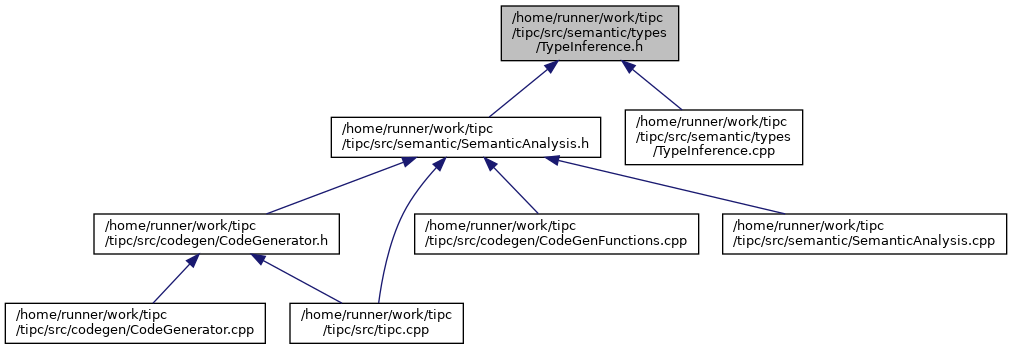 /home/runner/work/tipc
/tipc/src/semantic/types
/TypeInference.h
/home/runner/work/tipc
/tipc/src/semantic/SemanticAnalysis.h
/home/runner/work/tipc
/tipc/src/semantic/types
/TypeInference.cpp
/home/runner/work/tipc
/tipc/src/codegen/CodeGenerator.h
/home/runner/work/tipc
/tipc/src/codegen/CodeGenFunctions.cpp
/home/runner/work/tipc
/tipc/src/semantic/SemanticAnalysis.cpp
/home/runner/work/tipc
/tipc/src/codegen/CodeGenerator.cpp
/home/runner/work/tipc
/tipc/src/tipc.cpp